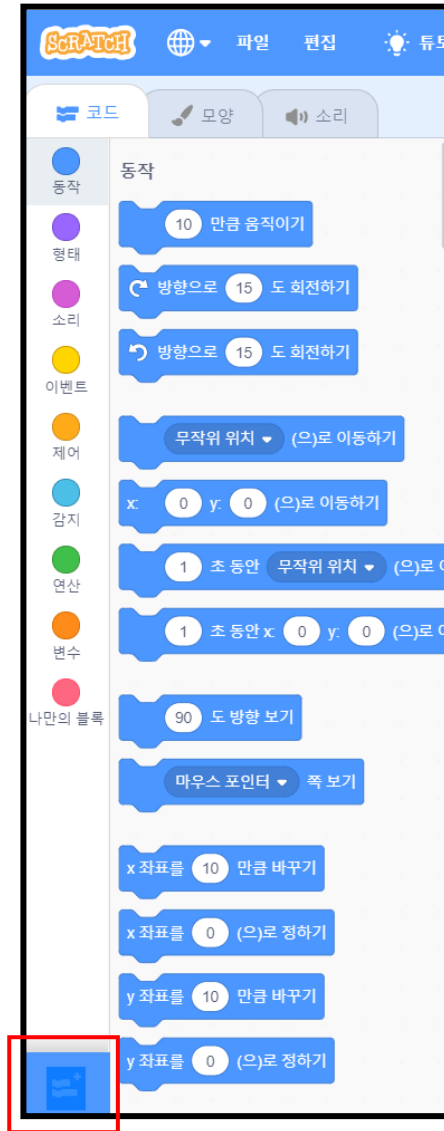 SCRATCH 파일 편집
코드 모양 소리
동작
형태
소리
이벤트
제어
감지
연산
변수
나만의 블록
동작
10 만큼 움직이기
방향으로 15 도 회전하기
방향으로 15 도 회전하기
무작위 위치 (으)로 이동하기
x: 0 y: 0 (으)로 이동하기
1 초 동안 무작위 위치 (으)로
1 초 동안 x: 0 y: 0 (으)로
90 도 방향 보기
마우스 포인터 쪽 보기
x 좌표를 10 만큼 바꾸기
x 좌표를 0 (으)로 정하기
y 좌표를 10 만큼 바꾸기
y 좌표를 0 (으)로 정하기